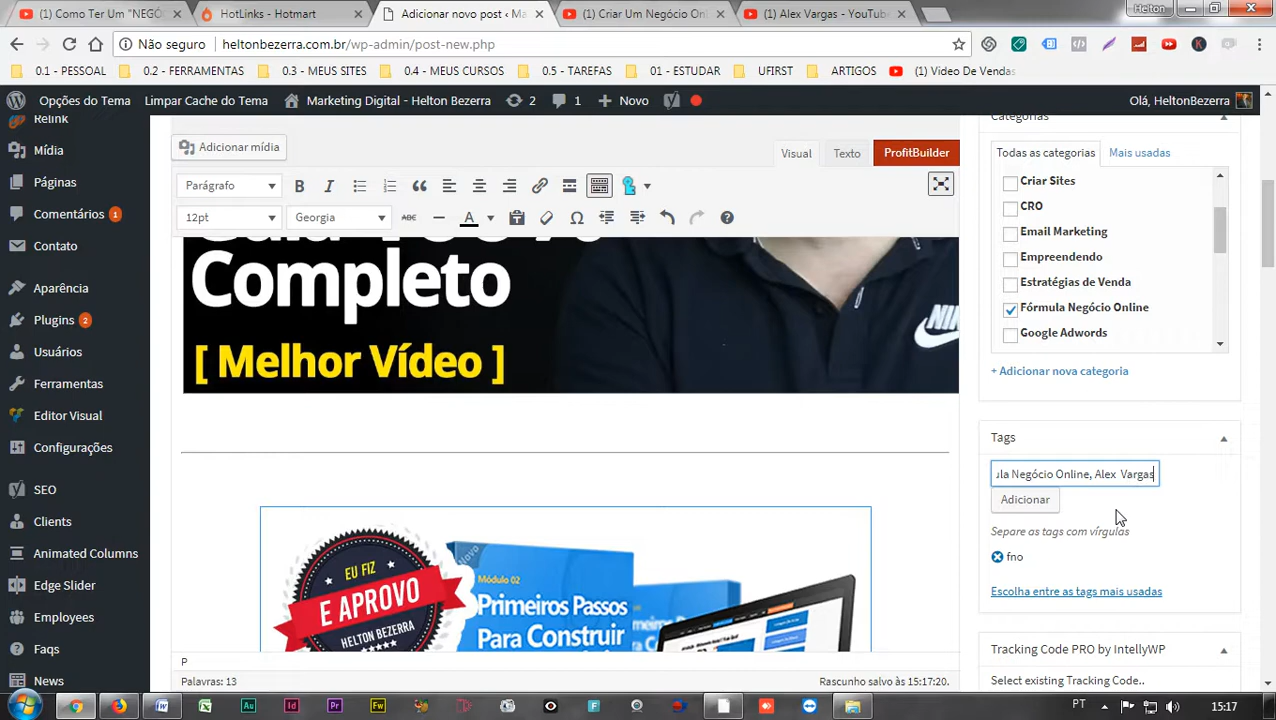 Como Ter Um "NEGÓC
HotLinks - Hotmart
Adicionar novo post ‹ Ma
(1) Criar Um Negócio Onl
(1) Alex Vargas - YouTube
Helton
Não seguro
heltonbezerra.com.br/wp-admin/post-new.php
0.1 - PESSOAL
0.2 - FERRAMENTAS
0.3 - MEUS SITES
0.4 - MEUS CURSOS
0.5 - TAREFAS
01 - ESTUDAR
UFIRST
ARTIGOS
(1) Video De Vendas
Opções do Tema
Limpar Cache do Tema
Marketing Digital - Helton Bezerra
2
1
Novo
Olá, HeltonBezerra
Relink
Mídia
Páginas
Comentários 1
Contato
Aparência
Plugins 2
Usuários
Ferramentas
Editor Visual
Configurações
SEO
Clients
Animated Columns
Edge Slider
Employees
Faqs
News
Adicionar mídia
Visual
Texto
ProfitBuilder
Parágrafo
B I
12pt
Georgia
ABC
A
Completo
[ Melhor Vídeo ]
EU FIZ
E APROVO
HELTON BEZERRA
Novo
Módulo 02
Primeiros Passos
Para Construir
P
Palavras: 13
Rascunho salvo às 15:17:20.
Categorias
Todas as categorias
Mais usadas
Criar Sites
CRO
Email Marketing
Empreendendo
Estratégias de Venda
Fórmula Negócio Online
Google Adwords
+ Adicionar nova categoria
Tags
ula Negócio Online, Alex Vargas
Adicionar
Separe as tags com vírgulas
fno
Escolha entre as tags mais usadas
Tracking Code PRO by IntellyWP
Select existing Tracking Code..
PT
15:17